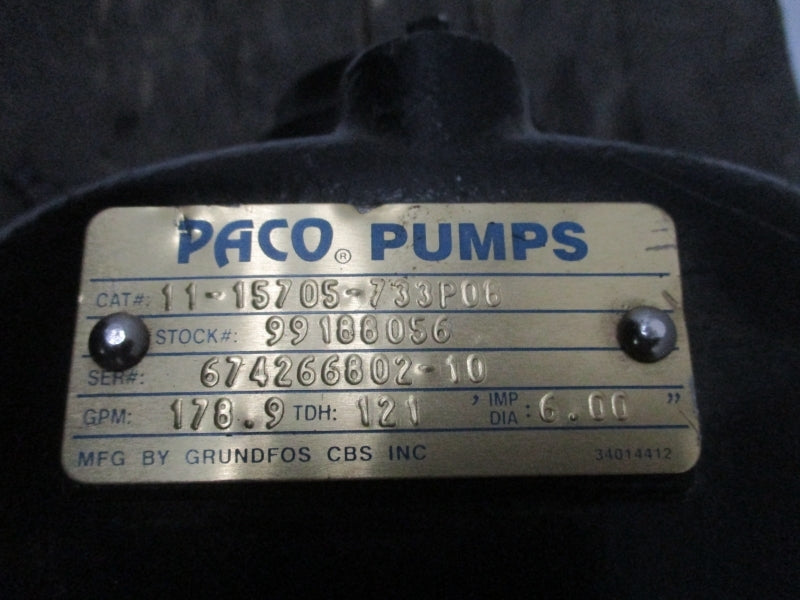 PACO® PUMPS
CAT#: 11-15705-733P06
STOCK#: 99188056
SER#: 674266802-10
GPM: 178.9 TDH: 121 ' IMP DIA: 6.00 "
MFG BY GRUNDFOS CBS INC 34014412